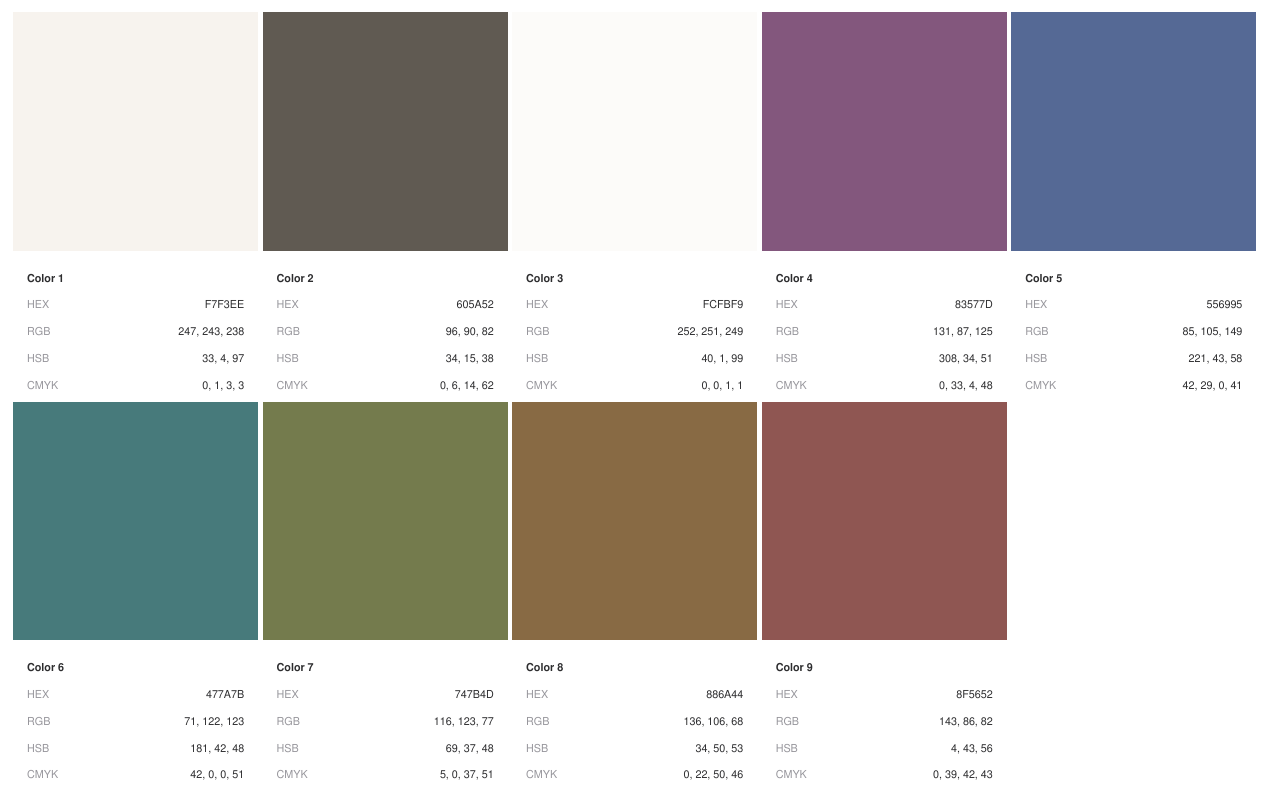 Color 1 Color 2 Color 3 Color 4 Color 5
HEX F7F3EE HEX 605A52 HEX FCFBF9 HEX 83577D HEX 556995
RGB 247, 243, 238 RGB 96, 90, 82 RGB 252, 251, 249 RGB 131, 87, 125 RGB 85, 105, 149
HSB 33, 4, 97 HSB 34, 15, 38 HSB 40, 1, 99 HSB 308, 34, 51 HSB 221, 43, 58
CMYK 0, 1, 3, 3 CMYK 0, 6, 14, 62 CMYK 0, 0, 1, 1 CMYK 0, 33, 4, 48 CMYK 42, 29, 0, 41
Color 6 Color 7 Color 8 Color 9
HEX 477A7B HEX 747B4D HEX 886A44 HEX 8F5652
RGB 71, 122, 123 RGB 116, 123, 77 RGB 136, 106, 68 RGB 143, 86, 82
HSB 181, 42, 48 HSB 69, 37, 48 HSB 34, 50, 53 HSB 4, 43, 56
CMYK 42, 0, 0, 51 CMYK 5, 0, 37, 51 CMYK 0, 22, 50, 46 CMYK 0, 39, 42, 43